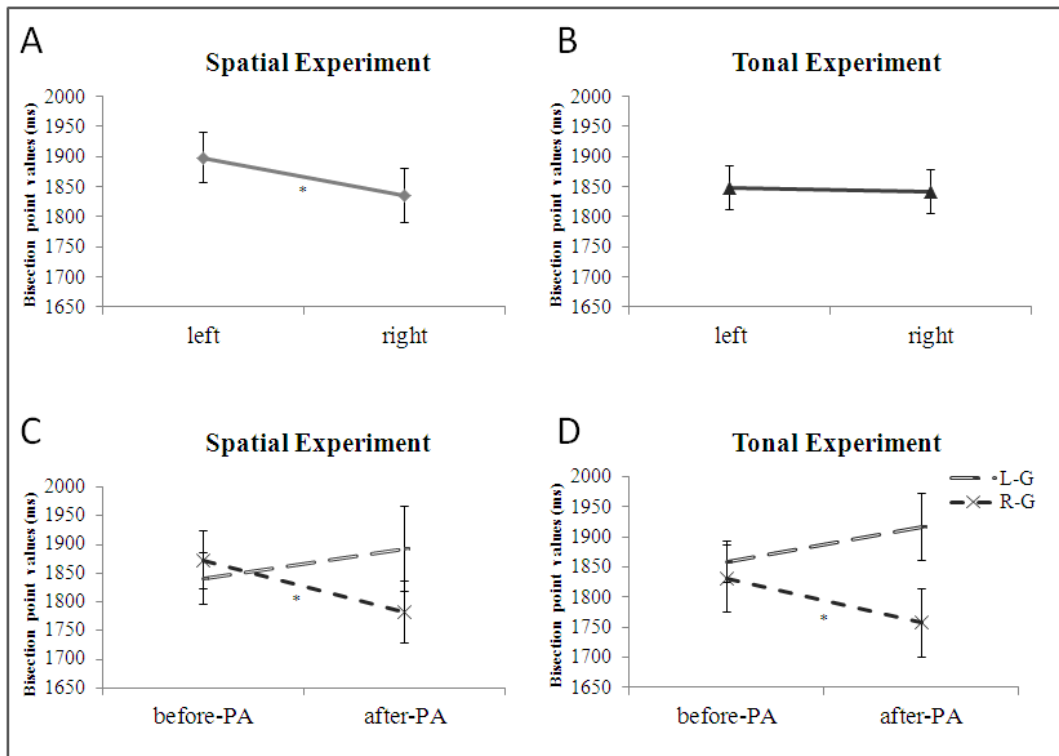 A
Spatial Experiment
Bisection point values (ms)
2000
1950
1900
1850
1800
1750
1700
1650
*
left right
B
Tonal Experiment
Bisection point values (ms)
2000
1950
1900
1850
1800
1750
1700
1650
left right
C
Spatial Experiment
Bisection point values (ms)
2000
1950
1900
1850
1800
1750
1700
1650
*
before-PA after-PA
D
Tonal Experiment
Bisection point values (ms)
2000
1950
1900
1850
1800
1750
1700
1650
*
L-G
R-G
before-PA after-PA